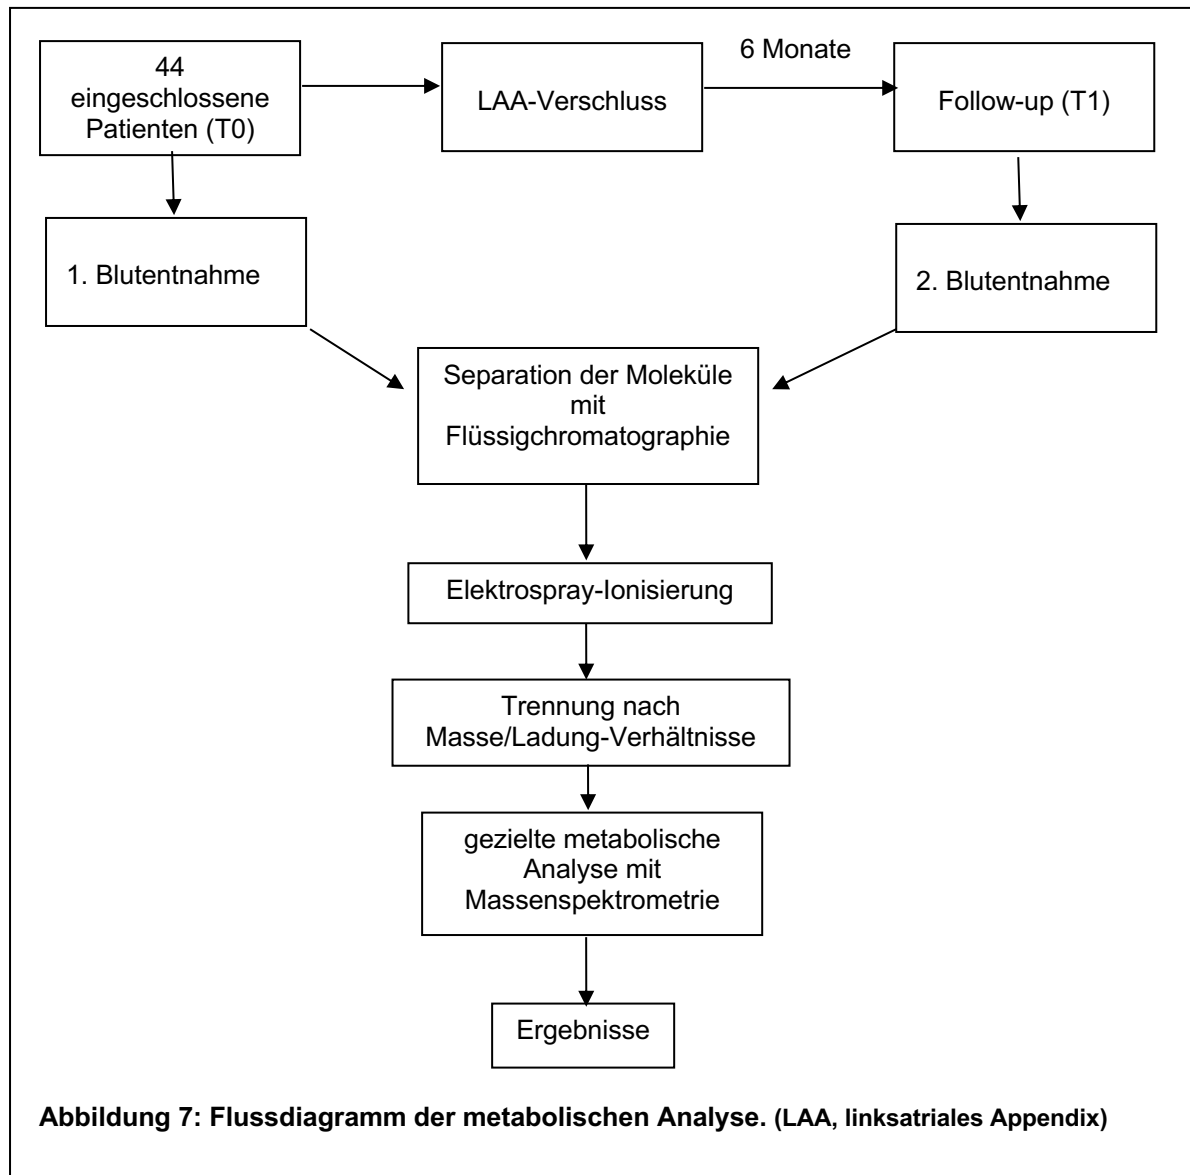 44
eingeschlossene
Patienten (T0)
LAA-Verschluss
6 Monate
Follow-up (T1)
1. Blutentnahme
2. Blutentnahme
Separation der Moleküle
mit
Flüssigchromatographie
Elektrospray-Ionisierung
Trennung nach
Masse/Ladung-Verhältnisse
gezielte metabolische
Analyse mit
Massenspektrometrie
Ergebnisse
Abbildung 7: Flussdiagramm der metabolischen Analyse. (LAA, linksatriales Appendix)